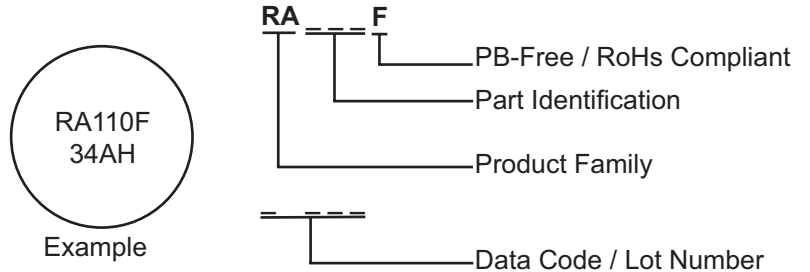 RA F
PB-Free / RoHs Compliant
Part Identification
RA110F
34AH
Product Family
Example
Data Code / Lot Number